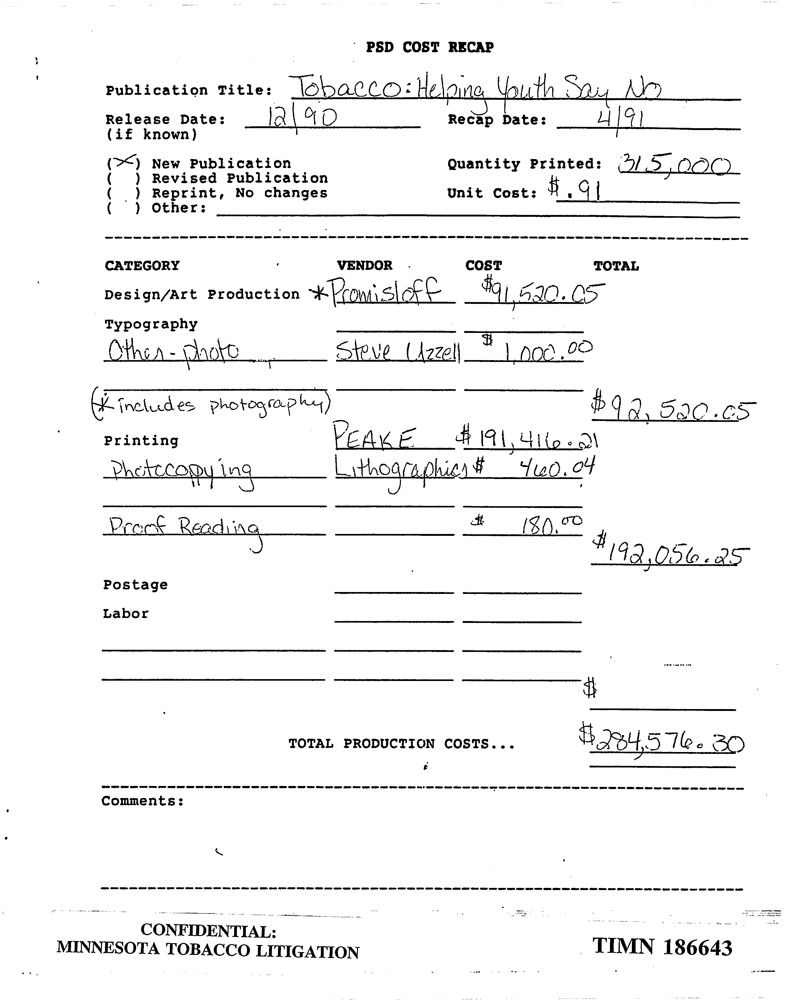 PSD COST RECAP
Publication Title: Tobacco: Helping Youth Say No
Release Date: 12/90 Recap Date: 4/91
(if known)
(X) New Publication Quantity Printed: 315,000
( ) Revised Publication
( ) Reprint, No changes Unit Cost: $.91
( ) Other:
CATEGORY VENDOR COST TOTAL
Design/Art Production * Promisloff $91,520.05
Typography
Other - photo Steve Uzzell $ 1,000.00
(* includes photography) $92,520.05
Printing PEAKE $191,416.21
Photocopying Lithographics $ 460.04
Proof Reading $ 180.00
$192,056.25
Postage
Labor
$
TOTAL PRODUCTION COSTS... $284,576.30
Comments:
CONFIDENTIAL:
MINNESOTA TOBACCO LITIGATION TIMN 186643